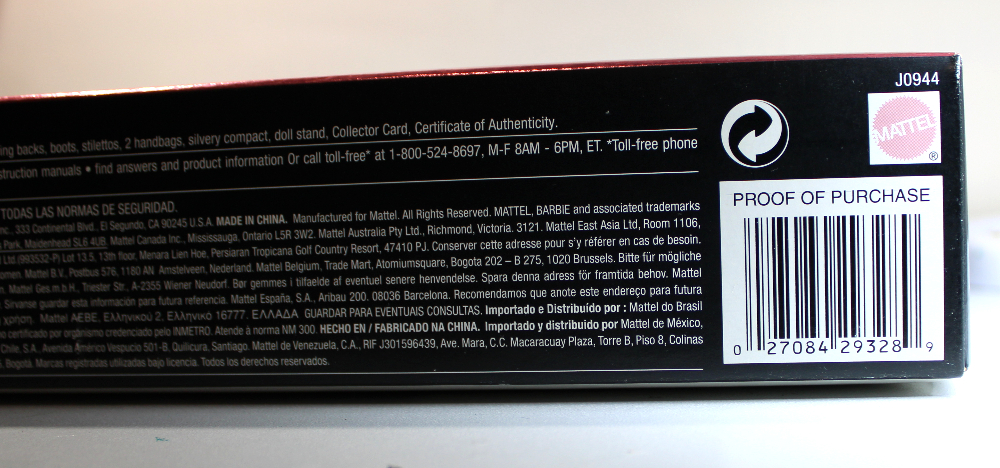 J0944
ing backs, boots, stilettos, 2 handbags, silvery compact, doll stand, Collector Card, Certificate of Authenticity.
struction manuals • find answers and product information Or call toll-free* at 1-800-524-8697, M-F 8AM - 6PM, ET. *Toll-free phone
MATTEL
®
PROOF OF PURCHASE
TODAS LAS NORMAS DE SEGURIDAD.
nc., 333 Continental Blvd., El Segundo, CA 90245 U.S.A. MADE IN CHINA. Manufactured for Mattel. All Rights Reserved. MATTEL, BARBIE and associated trademarks
Park, Maidenhead SL6 4UB. Mattel Canada Inc., Mississauga, Ontario L5R 3W2. Mattel Australia Pty Ltd., Richmond, Victoria. 3121. Mattel East Asia Ltd, Room 1106,
Ltd (993532-P) Lot 13.5, 13th floor, Menara Lien Hoe, Persiaran Tropicana Golf Country Resort, 47410 PJ. Conserver cette adresse pour s'y référer en cas de besoin.
Mattel B.V., Postbus 576, 1180 AN Amstelveen, Nederland. Mattel Belgium, Trade Mart, Atomiumsquare, Bogota 202 – B 275, 1020 Brussels. Bitte für mögliche
Mattel Ges.m.b.H., Triester Str., A-2355 Wiener Neudorf. Bør gemmes i tilfælde af eventuel senere henvendelse. Spara denna adress för framtida behov. Mattel
Sirvanse guardar esta información para futura referencia. Mattel España, S.A., Aribau 200. 08036 Barcelona. Recomendamos que anote este endereço para futura
χρήση. Mattel AEBE, Ελληνικού 2, Ελληνικό 16777. ΕΛΛΑΔΑ GUARDAR PARA EVENTUAIS CONSULTAS. Importado e Distribuído por : Mattel do Brasil
certificado por organismo credenciado pelo INMETRO. Atende à norma NM 300. HECHO EN / FABRICADO NA CHINA. Importado y distribuido por Mattel de México,
Chile, S.A., Avenida Américo Vespucio 501-B, Quilicura, Santiago. Mattel de Venezuela, C.A., RIF J301596439, Ave. Mara, C.C. Macaracuay Plaza, Torre B, Piso 8, Colinas
Bogotá. Marcas registradas utilizadas bajo licencia. Todos los derechos reservados.
0 27084 29328 9